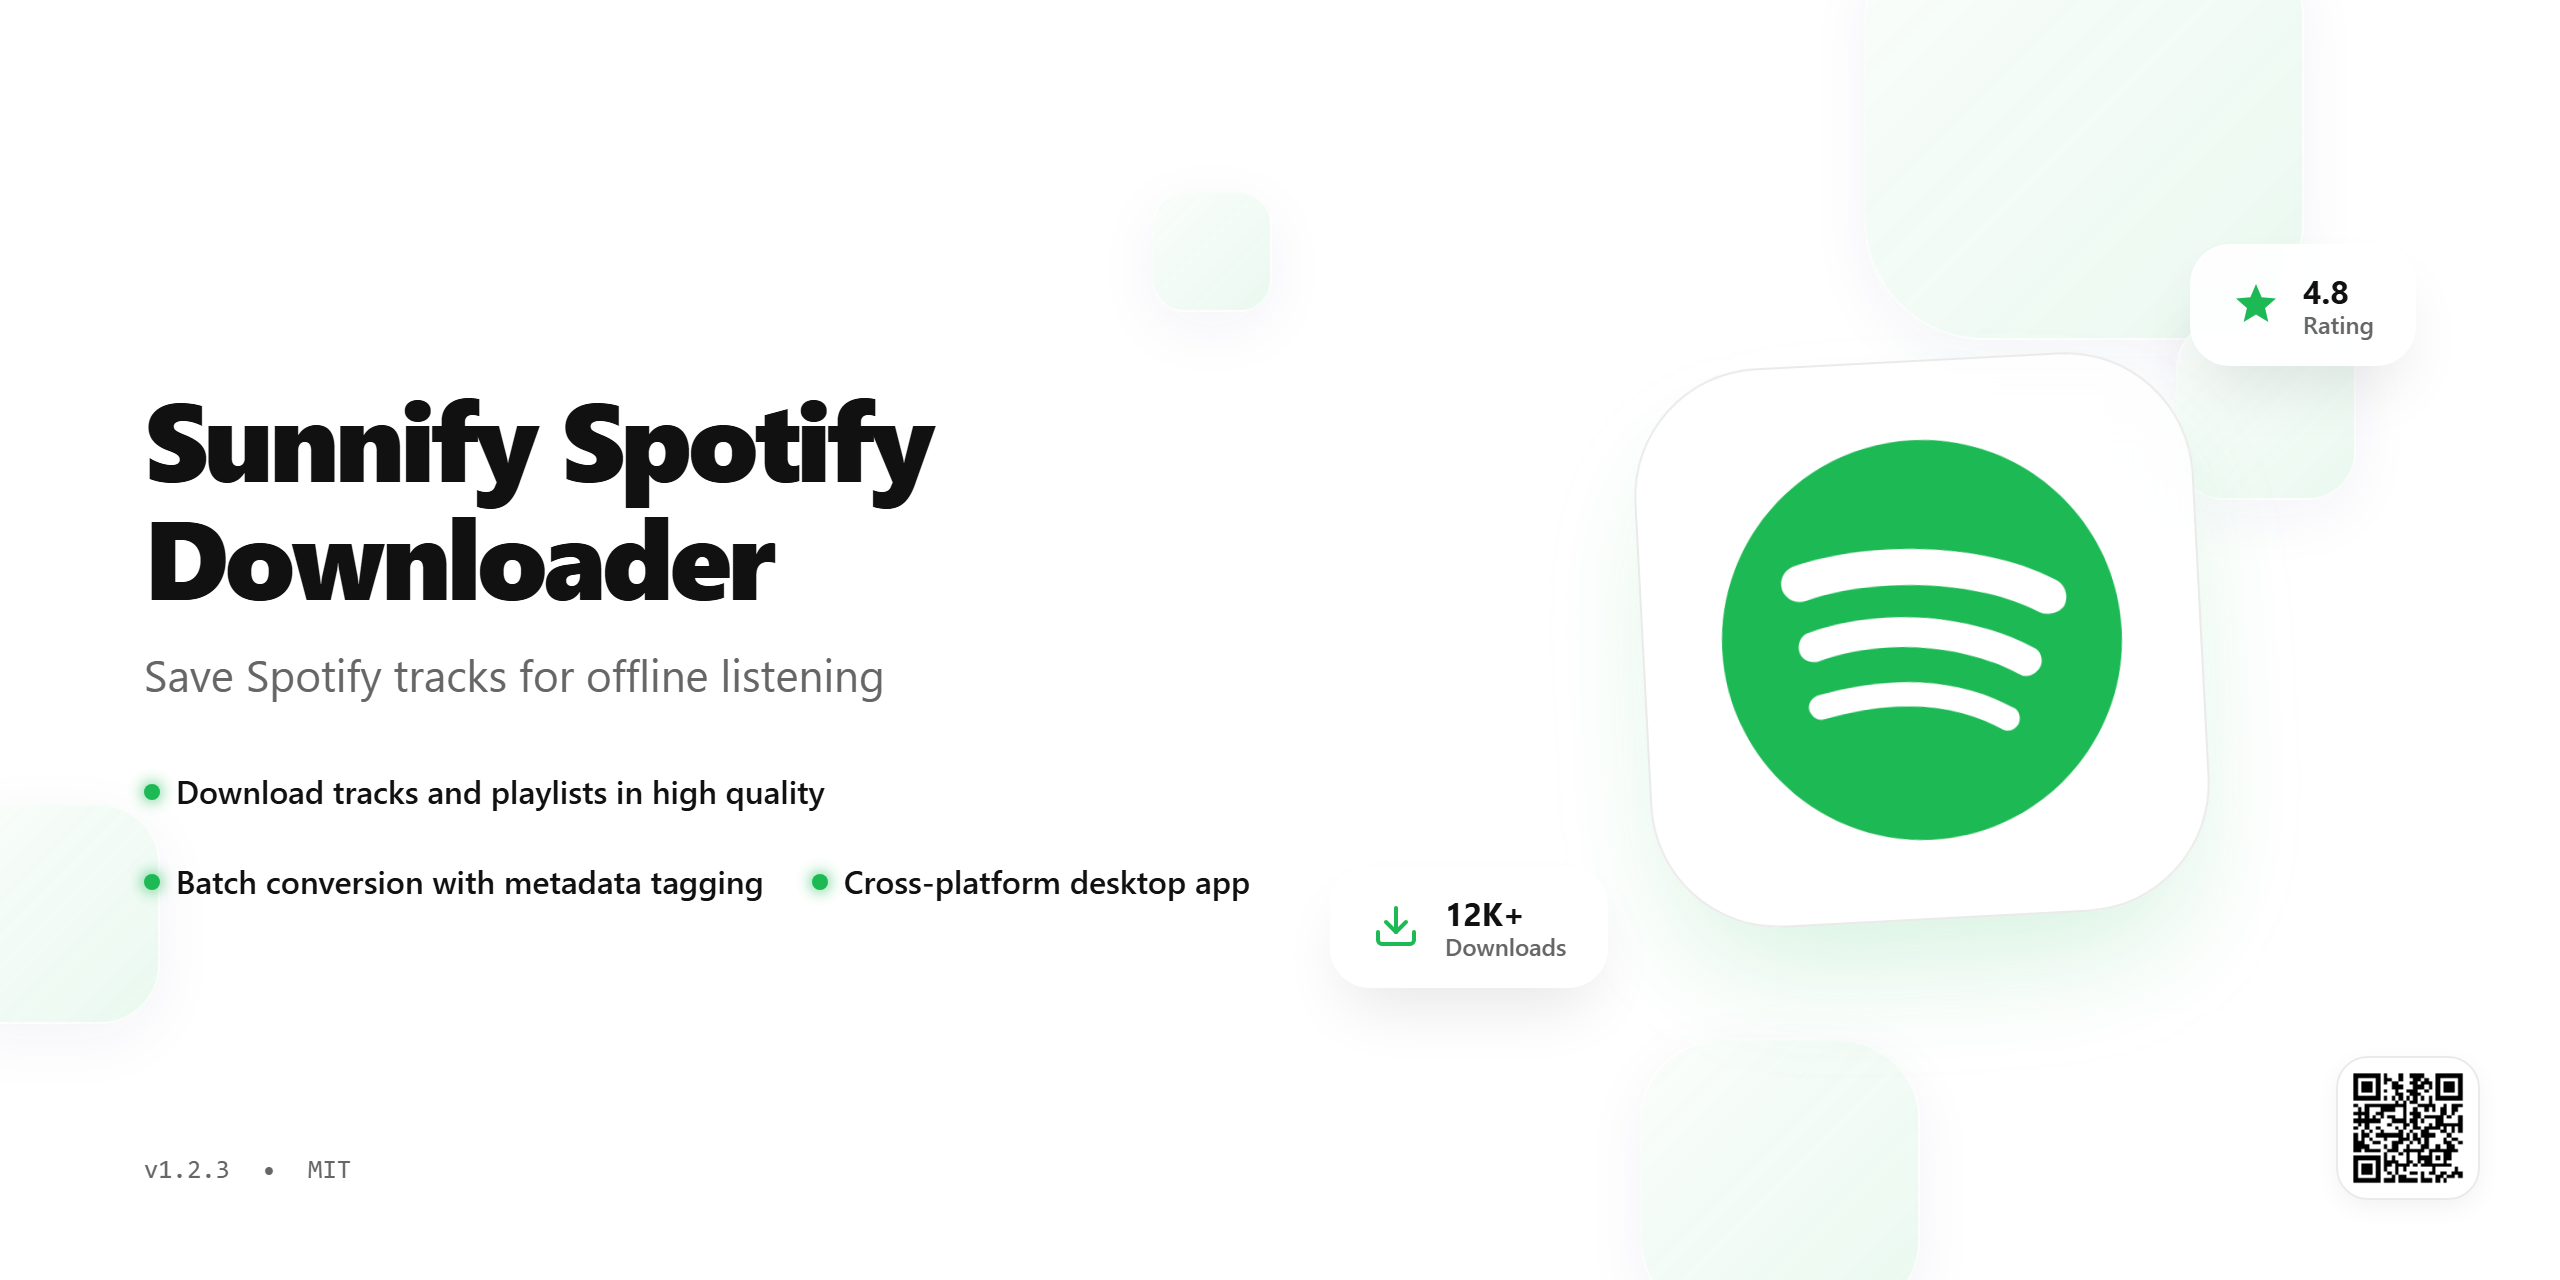 Sunnify Spotify
Downloader
Save Spotify tracks for offline listening
Download tracks and playlists in high quality
Batch conversion with metadata tagging
Cross-platform desktop app
4.8
Rating
12K+
Downloads
v1.2.3 • MIT